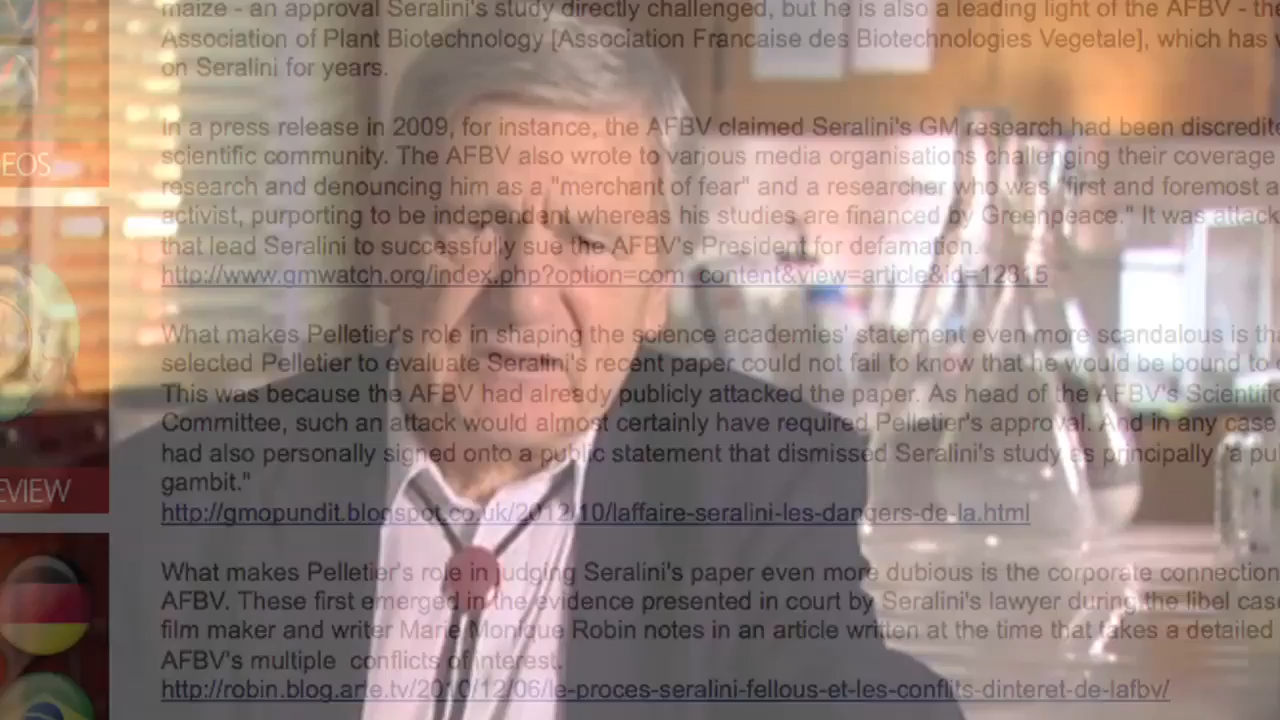 maize - an approval Seralini's study directly challenged, but he is also a leading light of the AFBV - the
Association of Plant Biotechnology [Association Francaise des Biotechnologies Vegetale], which has
on Seralini for years.
In a press release in 2009, for instance, the AFBV claimed Seralini's GM research had been
scientific community. The AFBV also wrote to various media organisations challenging their coverage
research and denouncing him as a "merchant of fear" and a researcher who was "first and foremost a
activist, purporting to be independent whereas his studies are financed by Greenpeace." It was
that lead Seralini to successfully sue the AFBV's President for defamation.
http://www.gmwatch.org/index.php?option=com_content&view=article&id=12315
What makes Pelletier's role in shaping the science academies' statement even more scandalous is
selected Pelletier to evaluate Seralini's recent paper could not fail to know that he would be bound to
This was because the AFBV had already publicly attacked the paper. As head of the AFBV's Scientific
Committee, such an attack would almost certainly have required Pelletier's approval. And in any case
had also personally signed onto a public statement that dismissed Seralini's study as principally "a
gambit."
http://gmopundit.blogspot.co.uk/2012/10/laffaire-seralini-les-dangers-de-la.html
What makes Pelletier's role in judging Seralini's paper even more dubious is the corporate
AFBV. These first emerged in the evidence presented in court by Seralini's lawyer during the libel
film maker and writer Marie Monique Robin notes in an article written at the time that takes a detailed
AFBV's multiple conflicts of interest.
http://robin.blog.arte.tv/2010/12/06/le-proces-seralini-fellous-et-les-conflits-dinteret-de-lafbv/